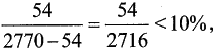 54/(2770−54) = 54/2716 < 10%,